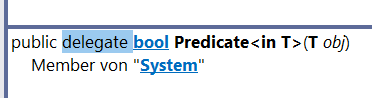 public delegate bool Predicate<in T>(T obj)
Member von "System"